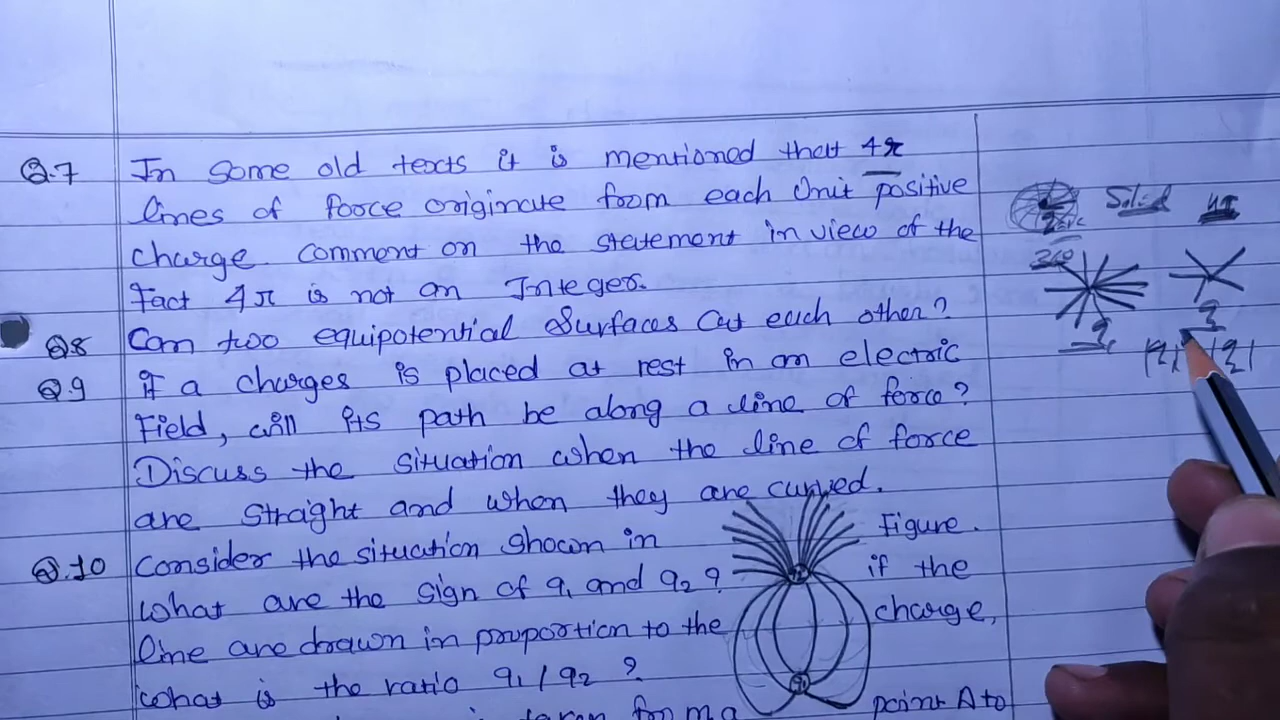 Q.7 In some old texts it is mentioned that 4π
lines of force originate from each Unit positive
charge. comment on the statement in view of the
Fact 4π is not an Integer.
Q8 Can two equipotential Surfaces Cut each other?
Q.9 if a charges is placed at rest in an electric
Field, will its path be along a line of force?
Discuss the situation when the line of force
are straight and when they are curved.
Q.10 Consider the situation shown in Figure.
What are the sign of q1 and q2? if the
line are drawn in proportion to the charge,
What is the ratio q1/q2?
point A to
Solid